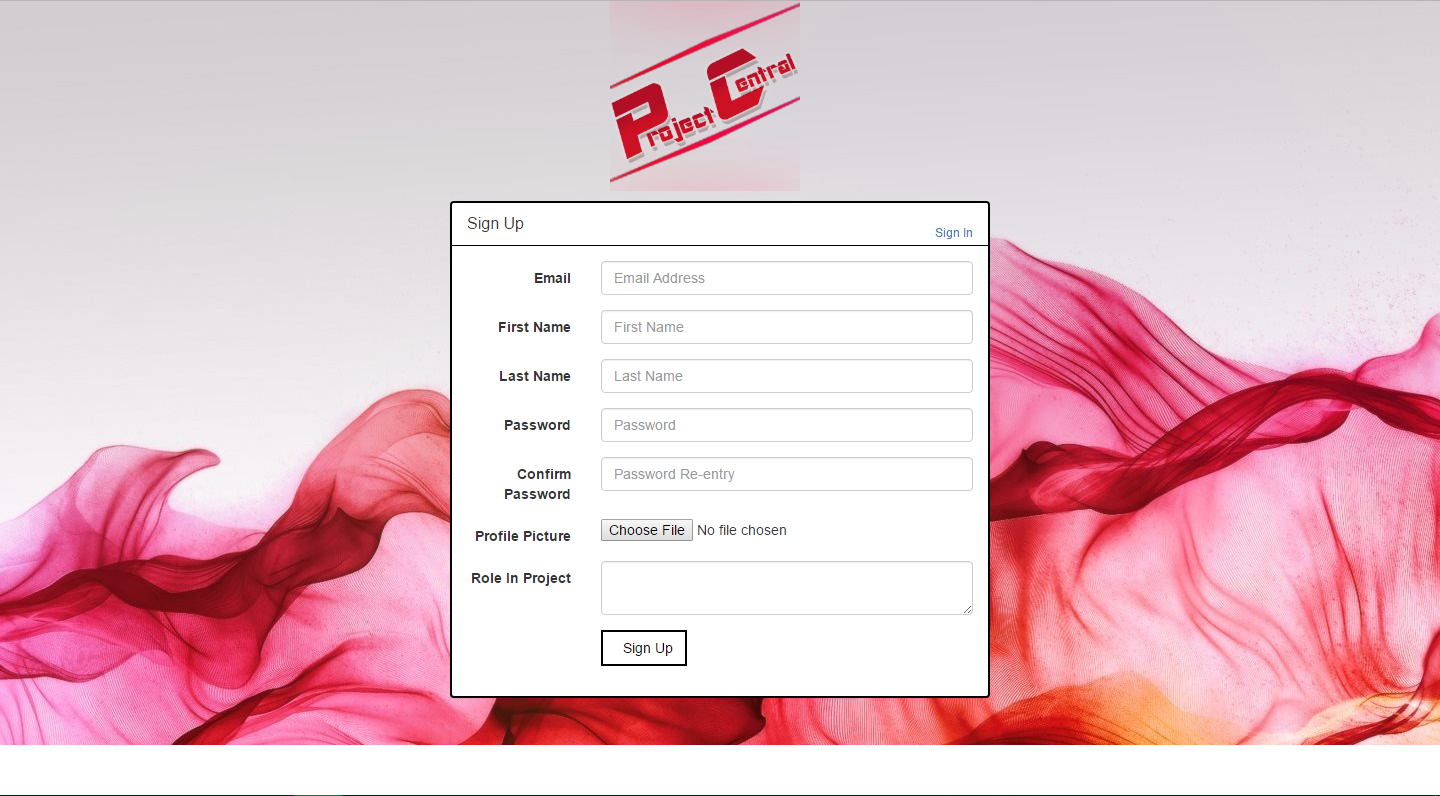 Project Central
Sign Up
Sign In
Email
Email Address
First Name
First Name
Last Name
Last Name
Password
Password
Confirm
Password
Password Re-entry
Profile Picture
Choose File No file chosen
Role In Project
Sign Up